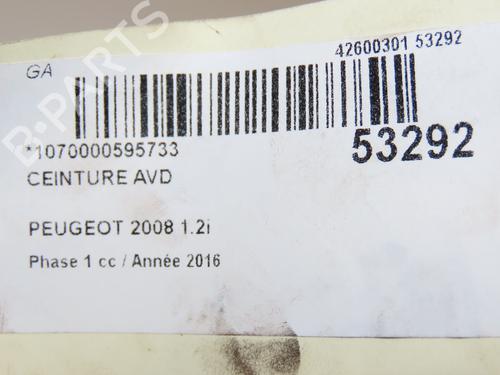 42600301 53292
GA
*1070000595733
53292
CEINTURE AVD
PEUGEOT 2008 1.2i
Phase 1 cc / Année 2016
B-PARTS